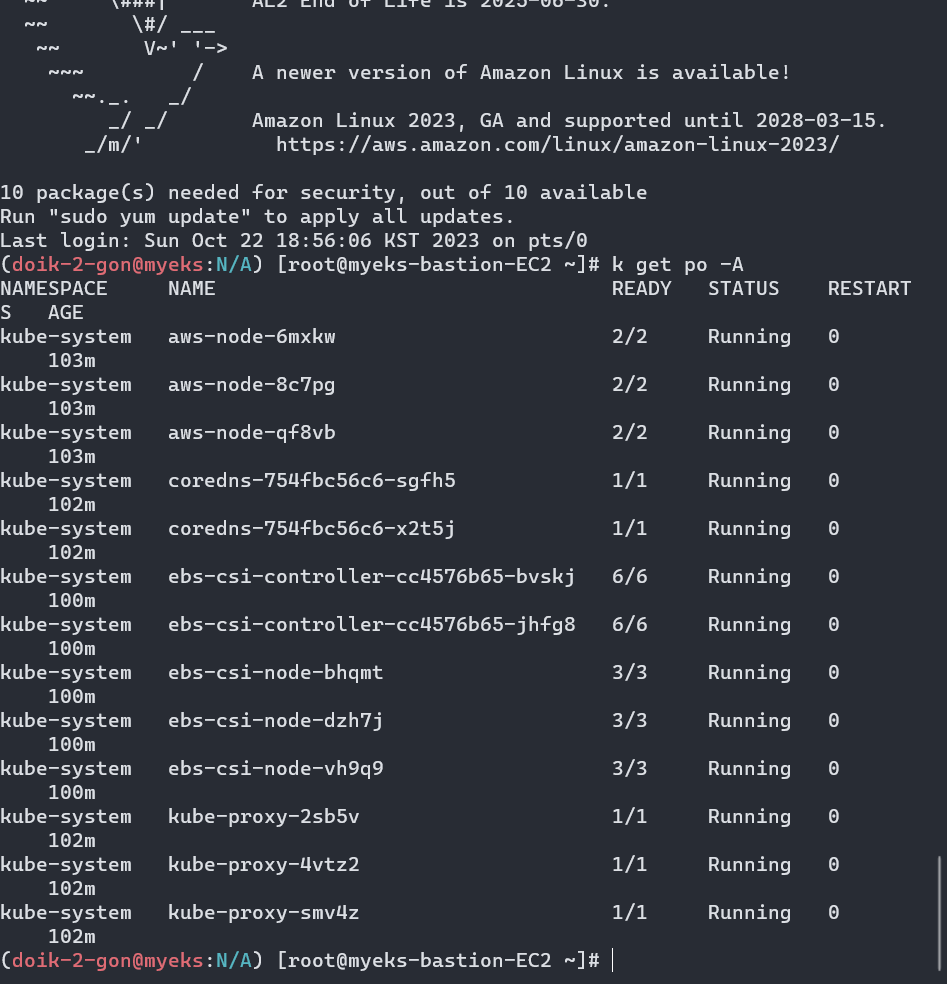 ~~      \###|       AL2 End of Life is 2025-06-30.
  ~~       \#/ ___
   ~~       V~' '->
    ~~~         /    A newer version of Amazon Linux is available!
      ~~._.   _/
         _/ _/       Amazon Linux 2023, GA and supported until 2028-03-15.
       _/m/'           https://aws.amazon.com/linux/amazon-linux-2023/
10 package(s) needed for security, out of 10 available
Run "sudo yum update" to apply all updates.
Last login: Sun Oct 22 18:56:06 KST 2023 on pts/0
(doik-2-gon@myeks:N/A) [root@myeks-bastion-EC2 ~]# k get po -A
NAMESPACE     NAME                                 READY   STATUS    RESTART
S   AGE
kube-system   aws-node-6mxkw                       2/2     Running   0
    103m
kube-system   aws-node-8c7pg                       2/2     Running   0
    103m
kube-system   aws-node-qf8vb                       2/2     Running   0
    103m
kube-system   coredns-754fbc56c6-sgfh5             1/1     Running   0
    102m
kube-system   coredns-754fbc56c6-x2t5j             1/1     Running   0
    102m
kube-system   ebs-csi-controller-cc4576b65-bvskj   6/6     Running   0
    100m
kube-system   ebs-csi-controller-cc4576b65-jhfg8   6/6     Running   0
    100m
kube-system   ebs-csi-node-bhqmt                   3/3     Running   0
    100m
kube-system   ebs-csi-node-dzh7j                   3/3     Running   0
    100m
kube-system   ebs-csi-node-vh9q9                   3/3     Running   0
    100m
kube-system   kube-proxy-2sb5v                     1/1     Running   0
    102m
kube-system   kube-proxy-4vtz2                     1/1     Running   0
    102m
kube-system   kube-proxy-smv4z                     1/1     Running   0
    102m
(doik-2-gon@myeks:N/A) [root@myeks-bastion-EC2 ~]#